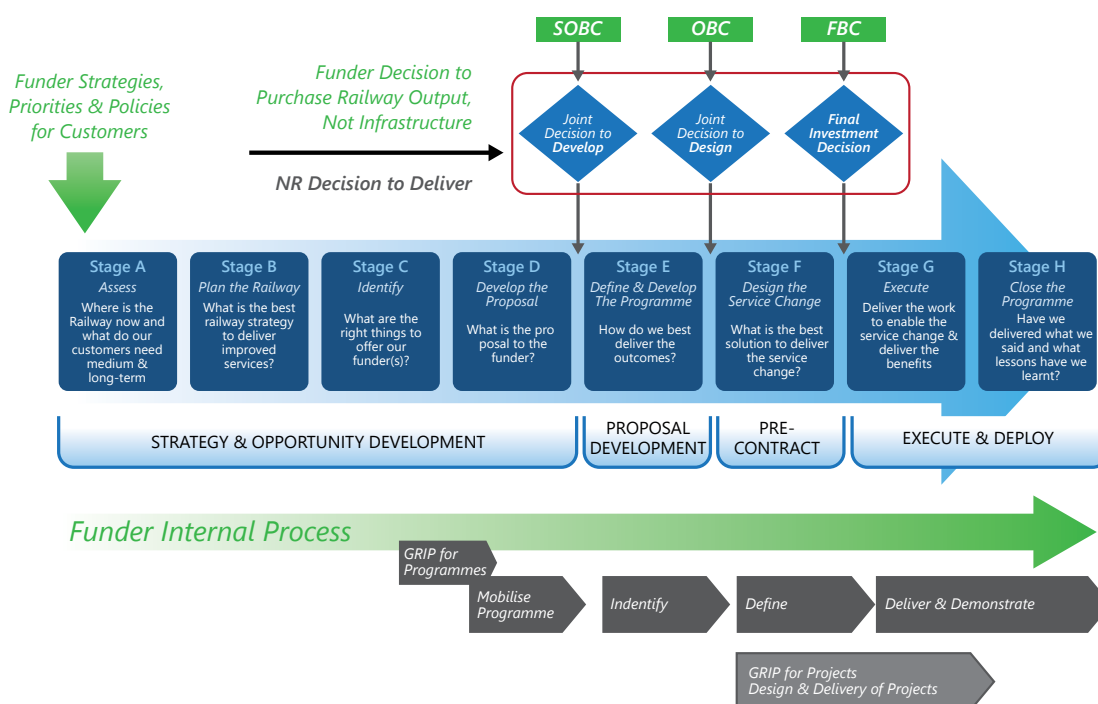 SOBC
OBC
FBC
Funder Strategies,
Priorities & Policies
for Customers
Funder Decision to
Purchase Railway Output,
Not Infrastructure
NR Decision to Deliver
Joint
Decision to
Develop
Joint
Decision to
Design
Final
Investment
Decision
Stage A
Assess
Where is the
Railway now and
what do our
customers need
medium &
long-term
Stage B
Plan the Railway
What is the best
railway strategy
to deliver
improved
services?
Stage C
Identify
What are the
right things to
offer our
funder(s)?
Stage D
Develop the
Proposal
What is the pro
posal to the
funder?
Stage E
Define & Develop
The Programme
How do we best
deliver the
outcomes?
Stage F
Design the
Service Change
What is the best
solution to deliver
the service
change?
Stage G
Execute
Deliver the work
to enable the
service change &
deliver the
benefits
Stage H
Close the
Programme
Have we
delivered what we
said and what
lessons have we
learnt?
STRATEGY & OPPORTUNITY DEVELOPMENT
PROPOSAL
DEVELOPMENT
PRE-
CONTRACT
EXECUTE & DEPLOY
Funder Internal Process
GRIP for
Programmes
Mobilise
Programme
Indentify
Define
Deliver & Demonstrate
GRIP for Projects
Design & Delivery of Projects